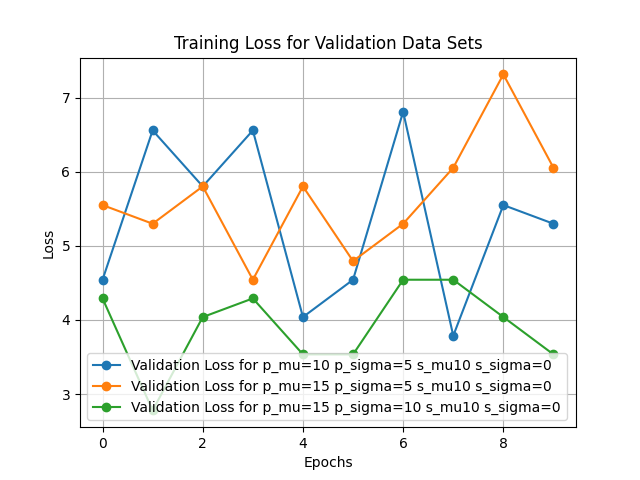 Training Loss for Validation Data Sets
Loss
7
6
5
4
3
Validation Loss for p_mu=10 p_sigma=5 s_mu10 s_sigma=0
Validation Loss for p_mu=15 p_sigma=5 s_mu10 s_sigma=0
Validation Loss for p_mu=15 p_sigma=10 s_mu10 s_sigma=0
0 2 4 6 8
Epochs